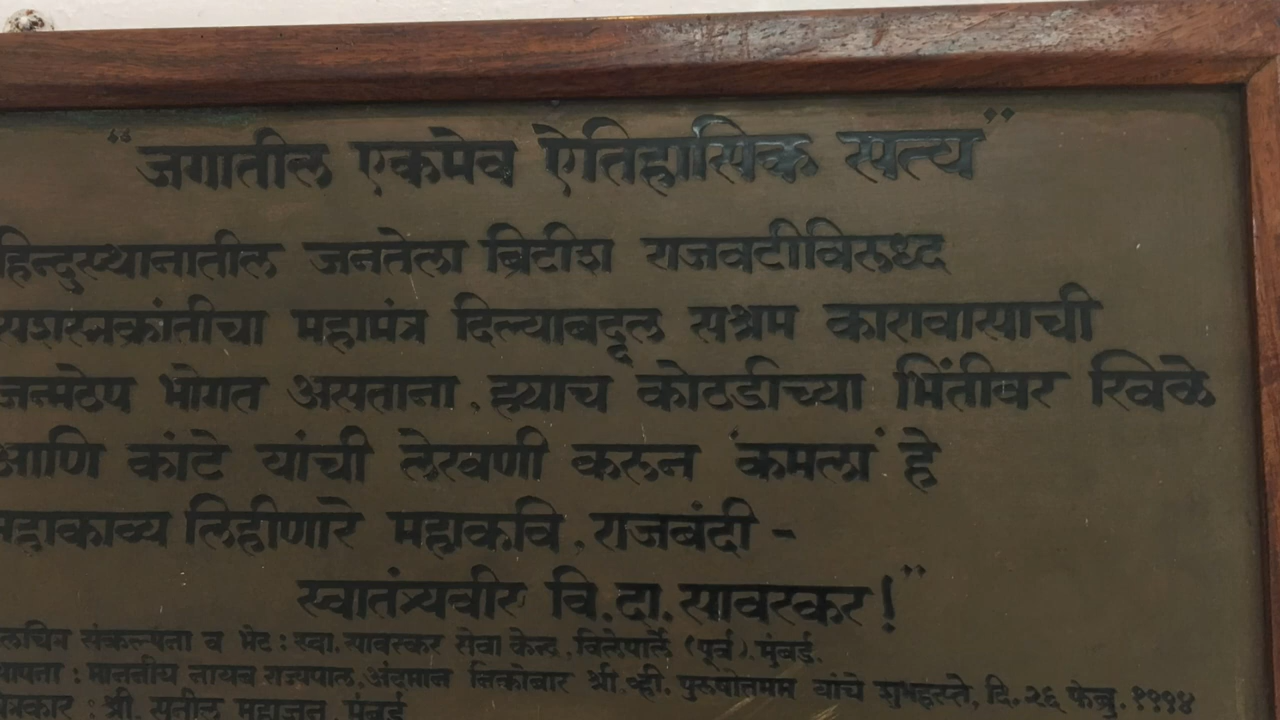 "जगातील एकमेव ऐतिहासिक सत्य"
हिन्दुस्थानातील जनतेला ब्रिटीश राजवटीविरूध्द
सशस्त्रक्रांतीचा महामंत्र दिल्याबद्दल सश्रम कारावासाची
जन्मठेप भोगत असताना, ह्याच कोठडीच्या भिंतीवर खिळे
आणि कांटे यांची लेखणी करून 'कमला' हे
महाकाव्य लिहीणारे महाकवि, राजबंदी -
स्वातंत्र्यवीर वि.दा. सावरकर!"
संकल्पना व भेट : स्वा. सावरकर सेवा केन्द्र, विलेपार्ले (पूर्व), मुंबई.
माननीय नायब राज्यपाल, अंदमान निकोबार श्री. व्ही. पुरूषोतमम यांचे शुभहस्ते, दि. २६ फेब्रु. १९९४
श्री. सुनील महाजन, मुंबई